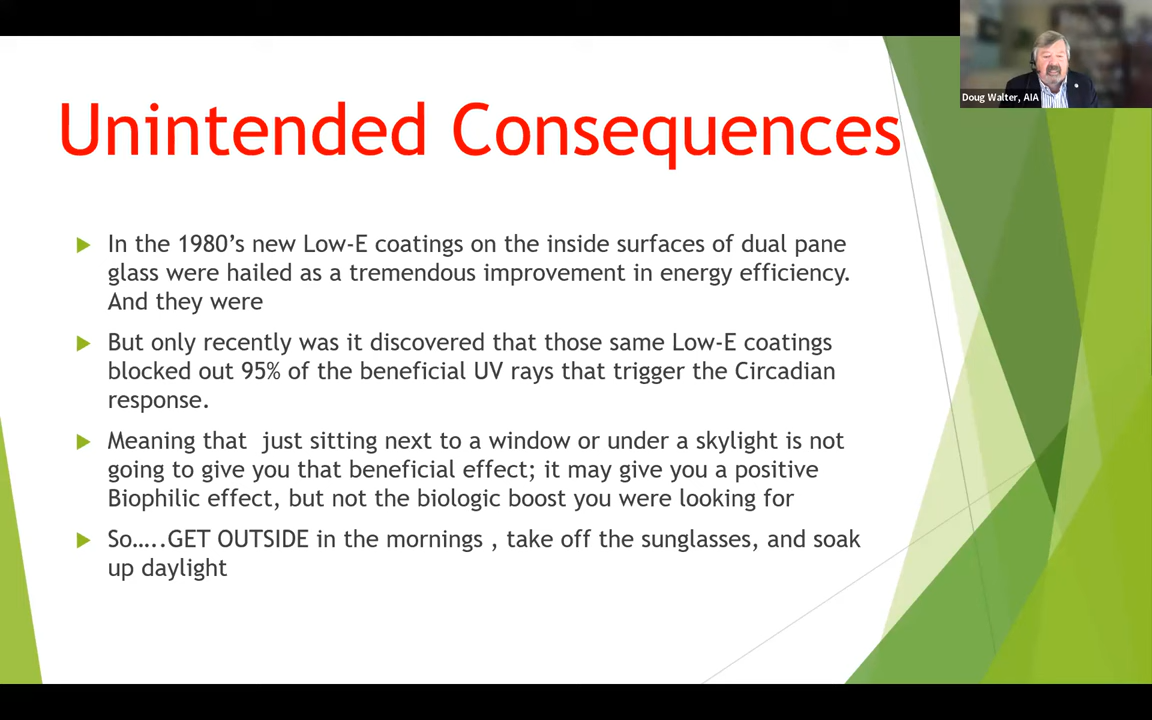 Doug Walter, AIA
Unintended Consequences
In the 1980's new Low-E coatings on the inside surfaces of dual pane
glass were hailed as a tremendous improvement in energy efficiency.
And they were
But only recently was it discovered that those same Low-E coatings
blocked out 95% of the beneficial UV rays that trigger the Circadian
response.
Meaning that just sitting next to a window or under a skylight is not
going to give you that beneficial effect; it may give you a positive
Biophilic effect, but not the biologic boost you were looking for
So…..GET OUTSIDE in the mornings , take off the sunglasses, and soak
up daylight